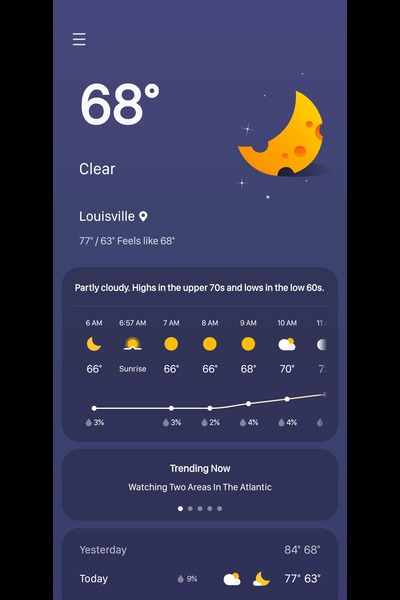 68°
Clear
Louisville
77° / 63° Feels like 68°
Partly cloudy. Highs in the upper 70s and lows in the low 60s.
6 AM 6:57 AM 7 AM 8 AM 9 AM 10 AM 11
66° Sunrise 66° 66° 68° 70° 7
3% 3% 2% 4% 4%
Trending Now
Watching Two Areas In The Atlantic
Yesterday 84° 68°
Today 9% 77° 63°